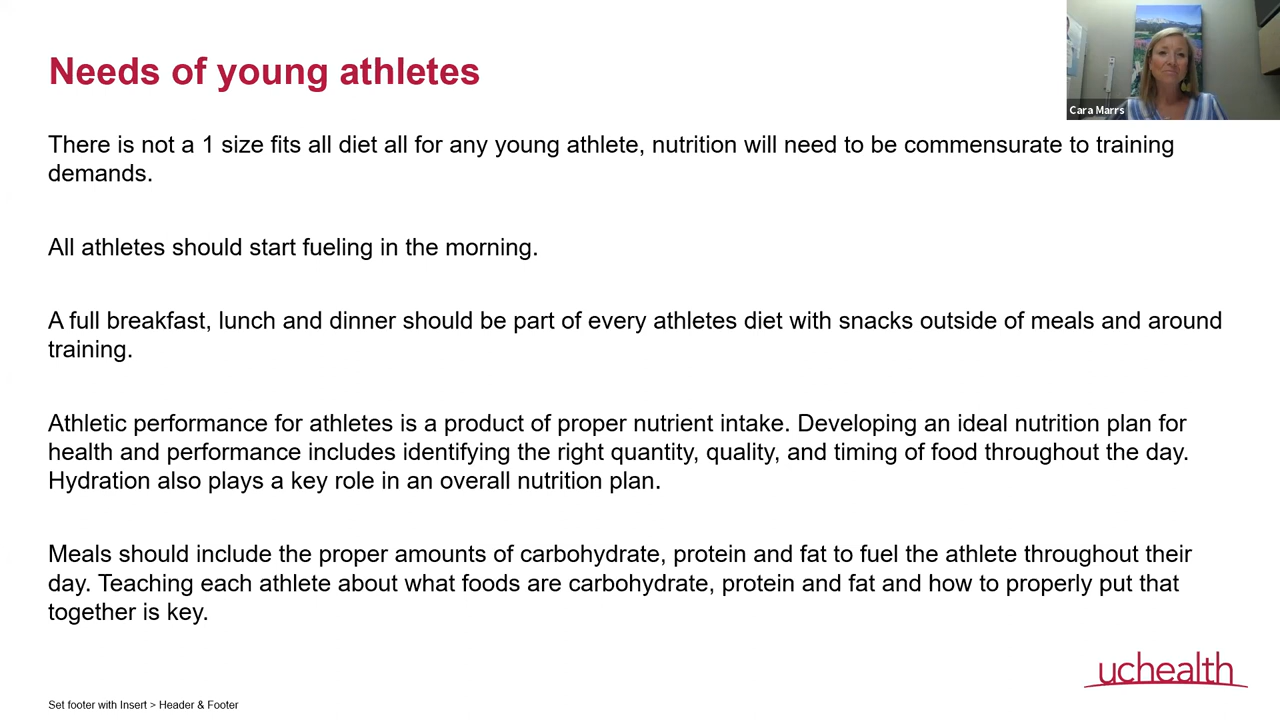 Needs of young athletes
Cara Marrs
There is not a 1 size fits all diet all for any young athlete, nutrition will need to be commensurate to training
demands.
All athletes should start fueling in the morning.
A full breakfast, lunch and dinner should be part of every athletes diet with snacks outside of meals and around
training.
Athletic performance for athletes is a product of proper nutrient intake. Developing an ideal nutrition plan for
health and performance includes identifying the right quantity, quality, and timing of food throughout the day.
Hydration also plays a key role in an overall nutrition plan.
Meals should include the proper amounts of carbohydrate, protein and fat to fuel the athlete throughout their
day. Teaching each athlete about what foods are carbohydrate, protein and fat and how to properly put that
together is key.
uchealth
Set footer with Insert > Header & Footer